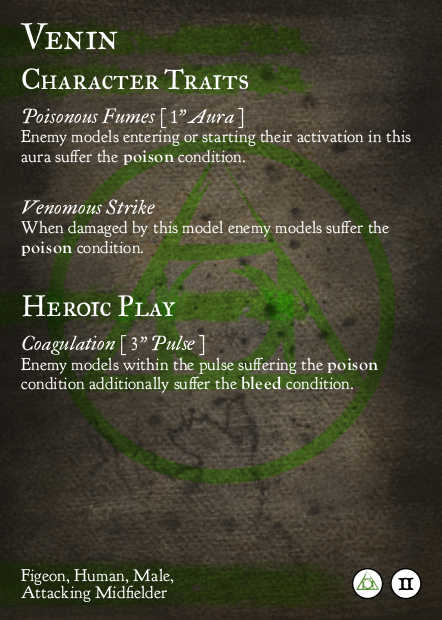 Venin
Character Traits
Poisonous Fumes [ 1” Aura ]
Enemy models entering or starting their activation in this
aura suffer the poison condition.
Venomous Strike
When damaged by this model enemy models suffer the
poison condition.
Heroic Play
Coagulation [ 3” Pulse ]
Enemy models within the pulse suffering the poison
condition additionally suffer the bleed condition.
Figeon, Human, Male,
Attacking Midfielder
II